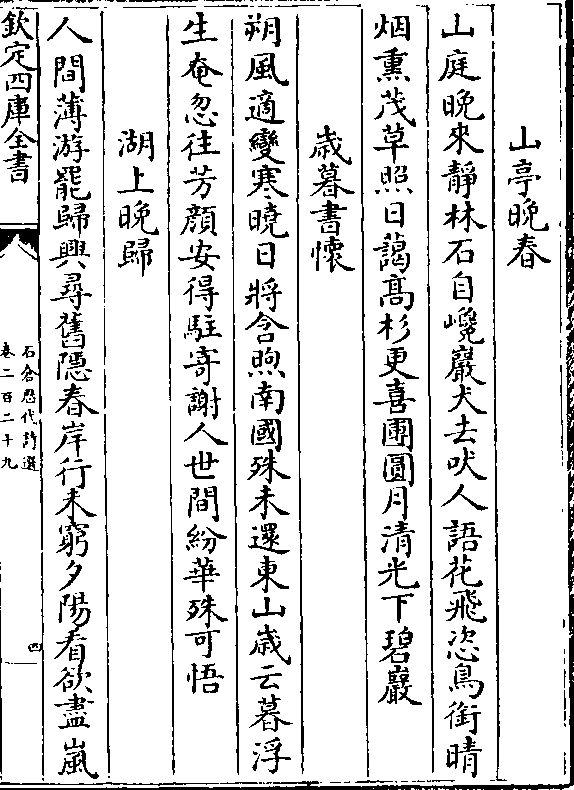 山亭晚春
山庭晚來靜林石自巉巖犬去吠人語花飛恣鳥銜晴
烟熏茂草照日藹高杉更喜團圓月清光下碧巖
歲暮書懷
朔風適變寒曉日將含煦南國殊未還東山歲云暮浮
生奄忽往芳顔安得駐寄謝人世間紛華殊可悟
湖上晚歸
人間薄游罷歸興尋舊隱春岸行未窮夕陽看欲盡嵐
欽定四庫全書
石倉歷代詩選
卷二百二十九
四